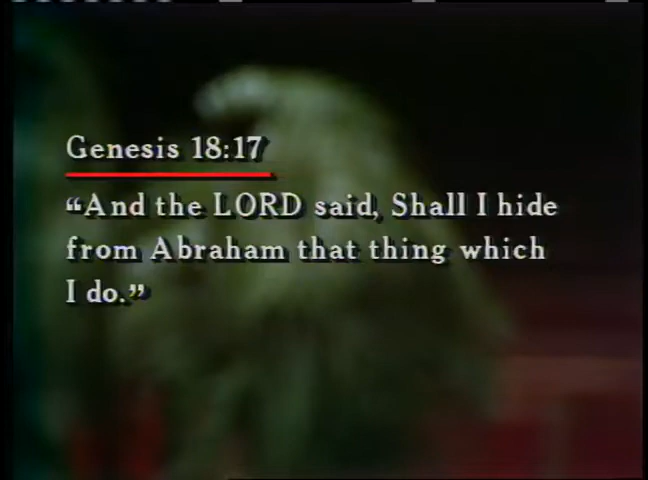 Genesis 18:17
“And the LORD said, Shall I hide
from Abraham that thing which
I do.”